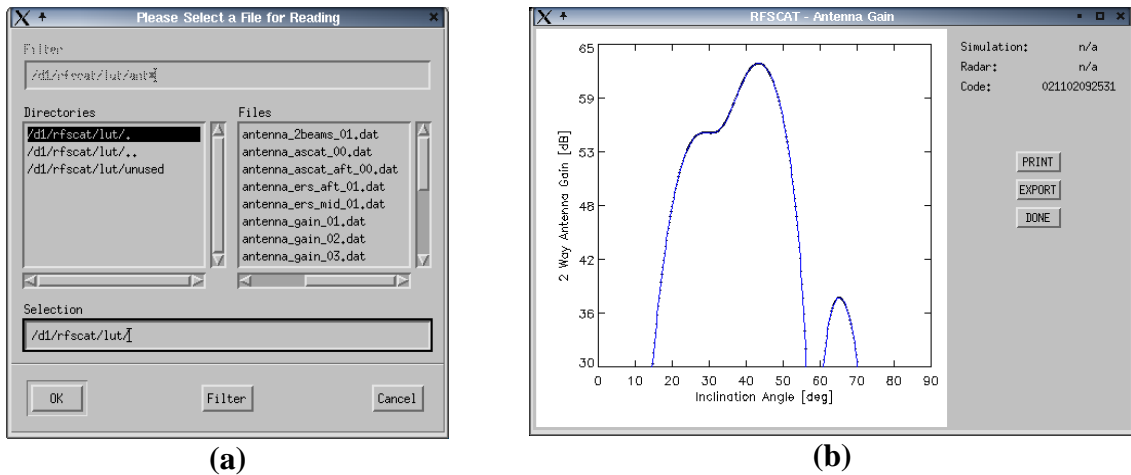 Please Select a File for Reading
Filter
/d1/rfscat/lut/ant*
Directories
/d1/rfscat/lut/.
/d1/rfscat/lut/..
/d1/rfscat/lut/unused
Files
antenna_2beams_01.dat
antenna_ascat_00.dat
antenna_ascat_aft_00.dat
antenna_ers_aft_01.dat
antenna_ers_mid_01.dat
antenna_gain_01.dat
antenna_gain_02.dat
antenna_gain_03.dat
Selection
/d1/rfscat/lut/
OK
Filter
Cancel
(a)
RFSCAT - Antenna Gain
2 Way Antenna Gain [dB]
65
59
53
48
42
36
30
0 10 20 30 40 50 60 70 80 90
Inclination Angle [deg]
Simulation: n/a
Radar: n/a
Code: 021102092531
PRINT
EXPORT
DONE
(b)